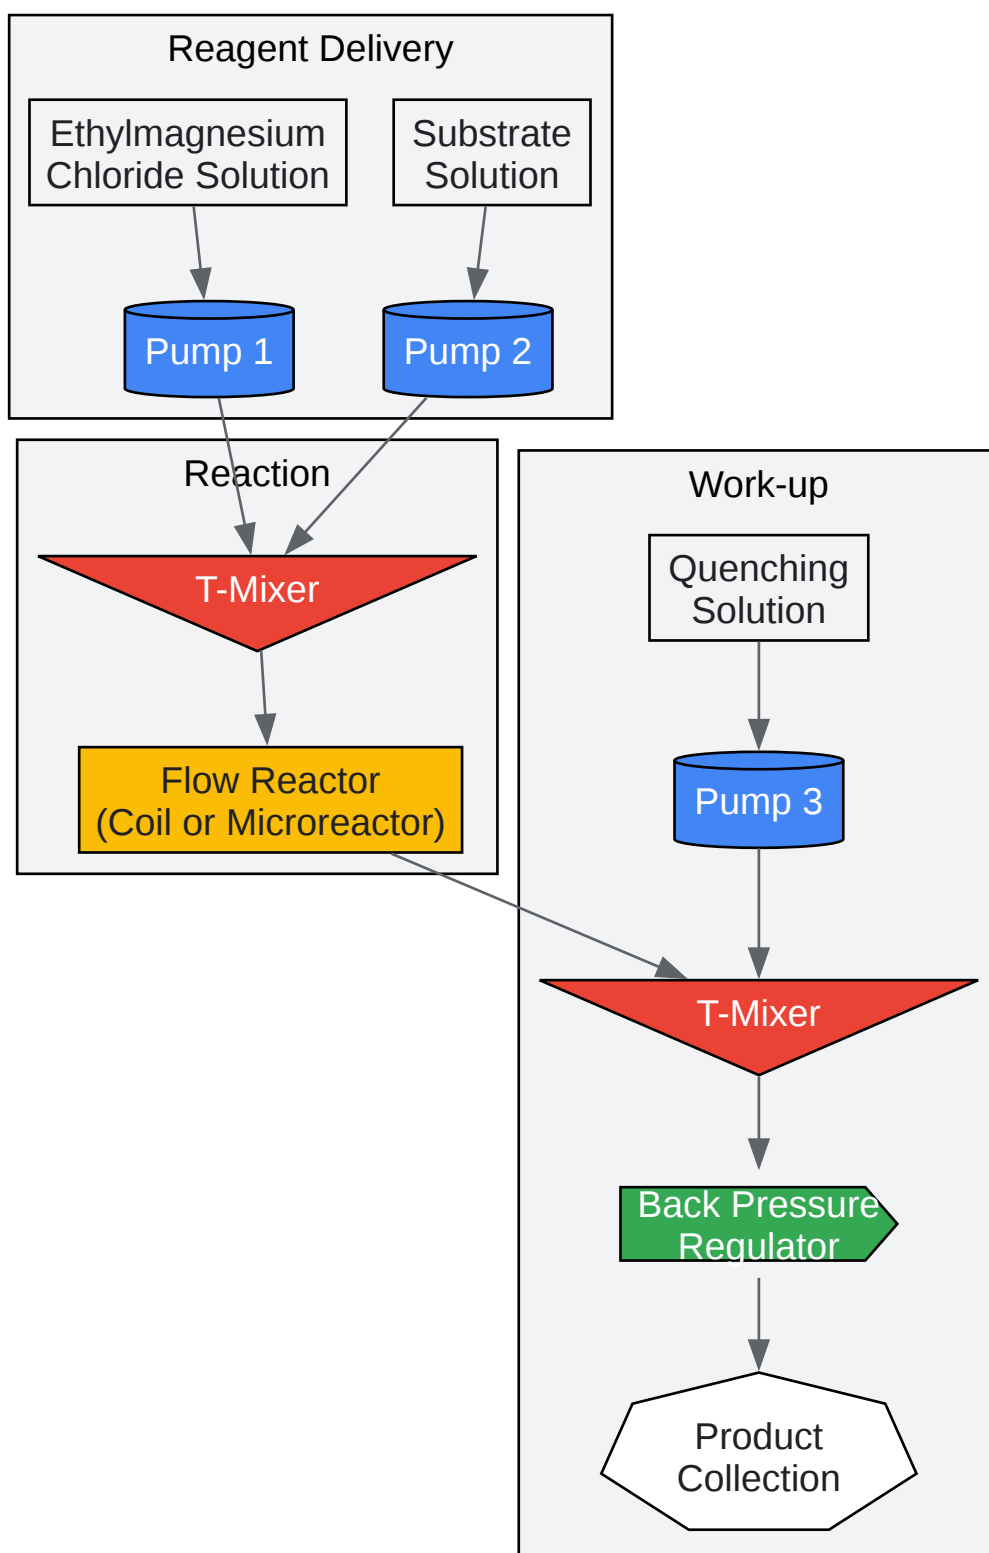 Reagent Delivery
Ethylmagnesium
Chloride Solution
Substrate
Solution
Pump 1
Pump 2
Reaction
T-Mixer
Flow Reactor
(Coil or Microreactor)
Work-up
Quenching
Solution
Pump 3
T-Mixer
Back Pressure
Regulator
Product
Collection